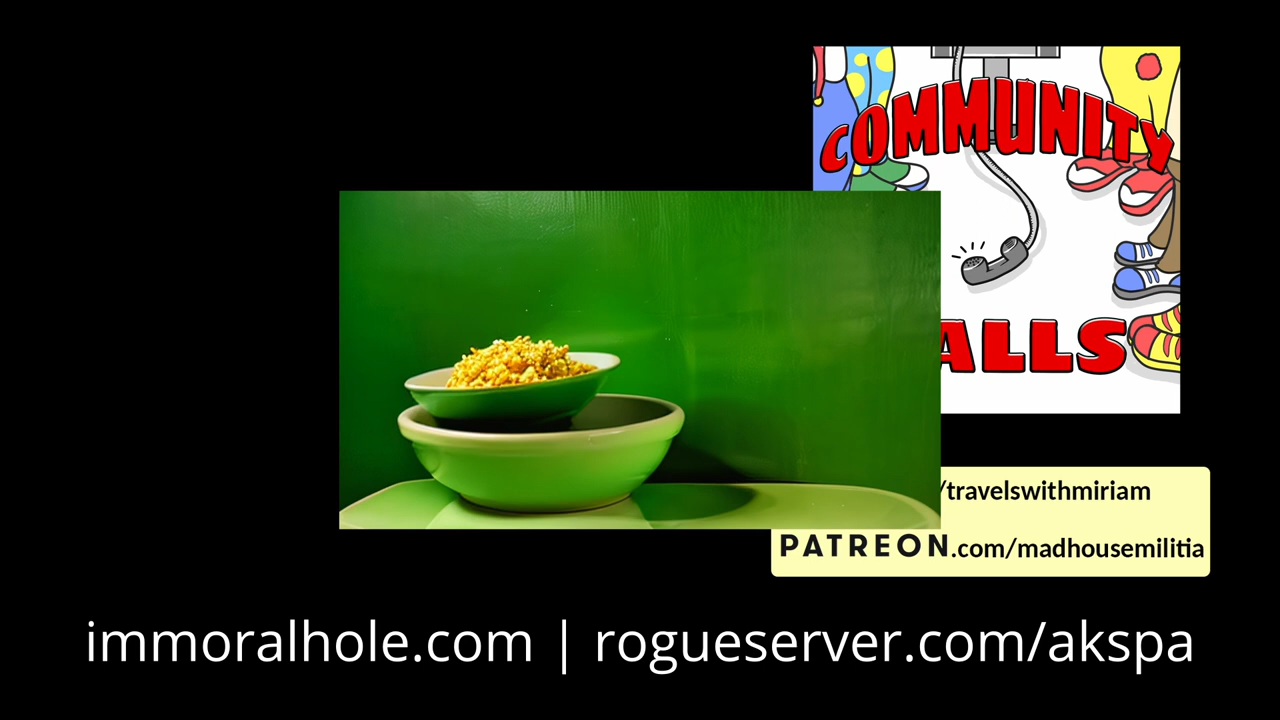 COMMUNITY
ALLS
/travelswithmiriam
PATREON.com/madhousemilitia
immoralhole.com | rogueserver.com/akspa